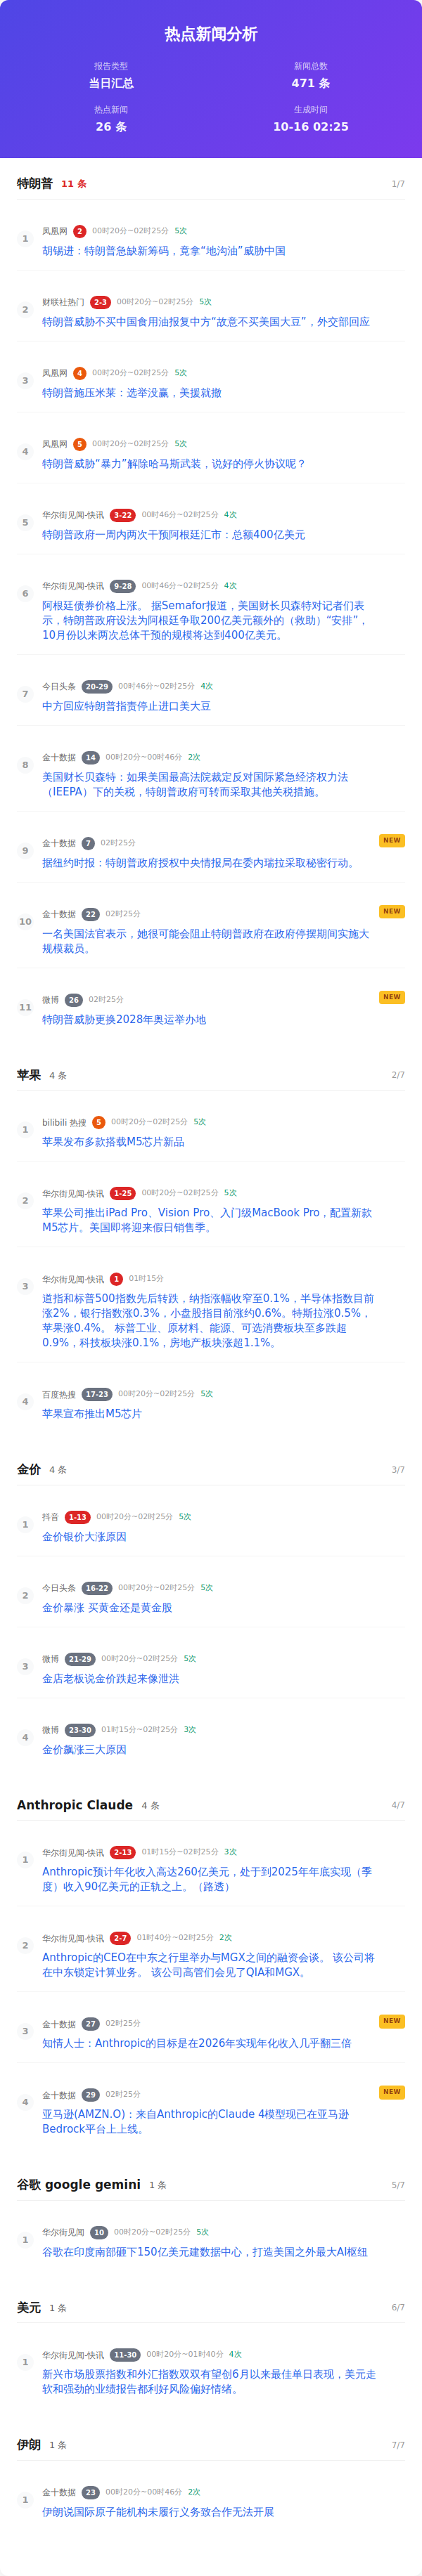 热点新闻分析
报告类型
新闻总数
当日汇总
471 条
热点新闻
生成时间
26 条
10-16 02:25
特朗普 11 条 1/7
1
凤凰网 2 00时20分~02时25分 5次
胡锡进：特朗普急缺新筹码，竟拿“地沟油”威胁中国
2
财联社热门 2-3 00时20分~02时25分 5次
特朗普威胁不买中国食用油报复中方“故意不买美国大豆”，外交部回应
3
凤凰网 4 00时20分~02时25分 5次
特朗普施压米莱：选举没赢，美援就撤
4
凤凰网 5 00时20分~02时25分 5次
特朗普威胁“暴力”解除哈马斯武装，说好的停火协议呢？
5
华尔街见闻-快讯 3-22 00时46分~02时25分 4次
特朗普政府一周内两次干预阿根廷汇市：总额400亿美元
6
华尔街见闻-快讯 9-28 00时46分~02时25分 4次
阿根廷债券价格上涨。 据Semafor报道，美国财长贝森特对记者们表
示，特朗普政府设法为阿根廷争取200亿美元额外的（救助）“安排”，
10月份以来两次总体干预的规模将达到400亿美元。
7
今日头条 20-29 00时46分~02时25分 4次
中方回应特朗普指责停止进口美大豆
8
金十数据 14 00时20分~00时46分 2次
美国财长贝森特：如果美国最高法院裁定反对国际紧急经济权力法
（IEEPA）下的关税，特朗普政府可转而采取其他关税措施。
9
金十数据 7 02时25分
NEW
据纽约时报：特朗普政府授权中央情报局在委内瑞拉采取秘密行动。
10
金十数据 22 02时25分
NEW
一名美国法官表示，她很可能会阻止特朗普政府在政府停摆期间实施大
规模裁员。
11
微博 26 02时25分
NEW
特朗普威胁更换2028年奥运举办地
苹果 4 条 2/7
1
bilibili 热搜 5 00时20分~02时25分 5次
苹果发布多款搭载M5芯片新品
2
华尔街见闻-快讯 1-25 00时20分~02时25分 5次
苹果公司推出iPad Pro、Vision Pro、入门级MacBook Pro，配置新款
M5芯片。美国即将迎来假日销售季。
3
华尔街见闻-快讯 1 01时15分
道指和标普500指数先后转跌，纳指涨幅收窄至0.1%，半导体指数目前
涨2%，银行指数涨0.3%，小盘股指目前涨约0.6%。特斯拉涨0.5%，
苹果涨0.4%。 标普工业、原材料、能源、可选消费板块至多跌超
0.9%，科技板块涨0.1%，房地产板块涨超1.1%。
4
百度热搜 17-23 00时20分~02时25分 5次
苹果宣布推出M5芯片
金价 4 条 3/7
1
抖音 1-13 00时20分~02时25分 5次
金价银价大涨原因
2
今日头条 16-22 00时20分~02时25分 5次
金价暴涨 买黄金还是黄金股
3
微博 21-29 00时20分~02时25分 5次
金店老板说金价跌起来像泄洪
4
微博 23-30 01时15分~02时25分 3次
金价飙涨三大原因
Anthropic Claude 4 条 4/7
1
华尔街见闻-快讯 2-13 01时15分~02时25分 3次
Anthropic预计年化收入高达260亿美元，处于到2025年年底实现（季
度）收入90亿美元的正轨之上。（路透）
2
华尔街见闻-快讯 2-7 01时40分~02时25分 2次
Anthropic的CEO在中东之行里举办与MGX之间的融资会谈。 该公司将
在中东锁定计算业务。 该公司高管们会见了QIA和MGX。
3
金十数据 27 02时25分
NEW
知情人士：Anthropic的目标是在2026年实现年化收入几乎翻三倍
4
金十数据 29 02时25分
NEW
亚马逊(AMZN.O)：来自Anthropic的Claude 4模型现已在亚马逊
Bedrock平台上上线。
谷歌 google gemini 1 条 5/7
1
华尔街见闻 10 00时20分~02时25分 5次
谷歌在印度南部砸下150亿美元建数据中心，打造美国之外最大AI枢纽
美元 1 条 6/7
1
华尔街见闻-快讯 11-30 00时20分~01时40分 4次
新兴市场股票指数和外汇指数双双有望创6月以来最佳单日表现，美元走
软和强劲的业绩报告都利好风险偏好情绪。
伊朗 1 条 7/7
1
金十数据 23 00时20分~00时46分 2次
伊朗说国际原子能机构未履行义务致合作无法开展